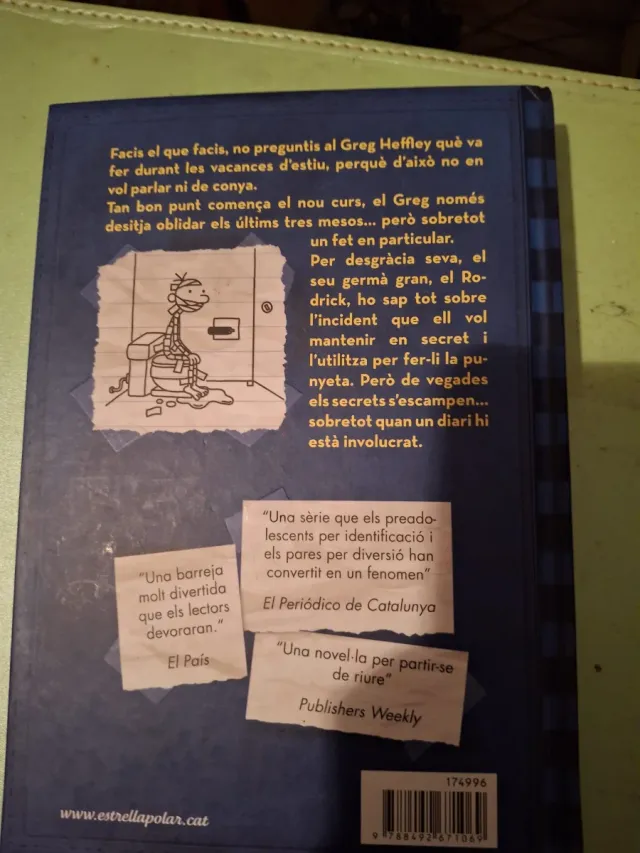 Facis el que facis, no preguntis al Greg Heffley què va
fer durant les vacances d'estiu, perquè d'això no en
vol parlar ni de conya.
Tan bon punt comença el nou curs, el Greg només
desitja oblidar els últims tres mesos... però sobretot
un fet en particular.
Per desgràcia seva, el
seu germà gran, el Ro-
drick, ho sap tot sobre
l'incident que ell vol
mantenir en secret i
l'utilitza per fer-li la pu-
nyeta. Però de vegades
els secrets s'escampen...
sobretot quan un diari hi
està involucrat.
"Una sèrie que els preado-
lescents per identificació i
els pares per diversió han
convertit en un fenomen"
El Periódico de Catalunya
"Una barreja
molt divertida
que els lectors
devoraran."
El País
"Una novel·la per partir-se
de riure"
Publishers Weekly
174996
9 788492 671069
www.estrellapolar.cat